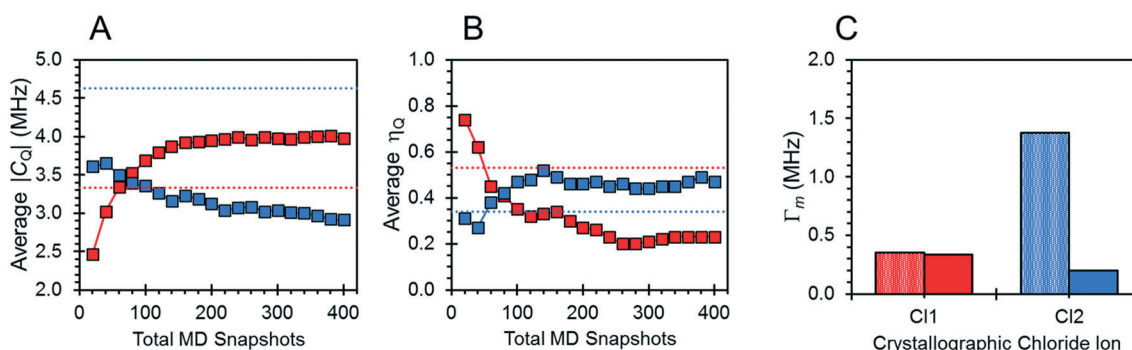 A
B
C
Average |C_Q| (MHz)
5.0
4.5
4.0
3.5
3.0
2.5
2.0
0
100
200
300
400
Total MD Snapshots
Average η_Q
1.0
0.8
0.6
0.4
0.2
0.0
0
100
200
300
400
Total MD Snapshots
Γ_m (MHz)
2.0
1.5
1.0
0.5
0.0
Cl1
Cl2
Crystallographic Chloride Ion